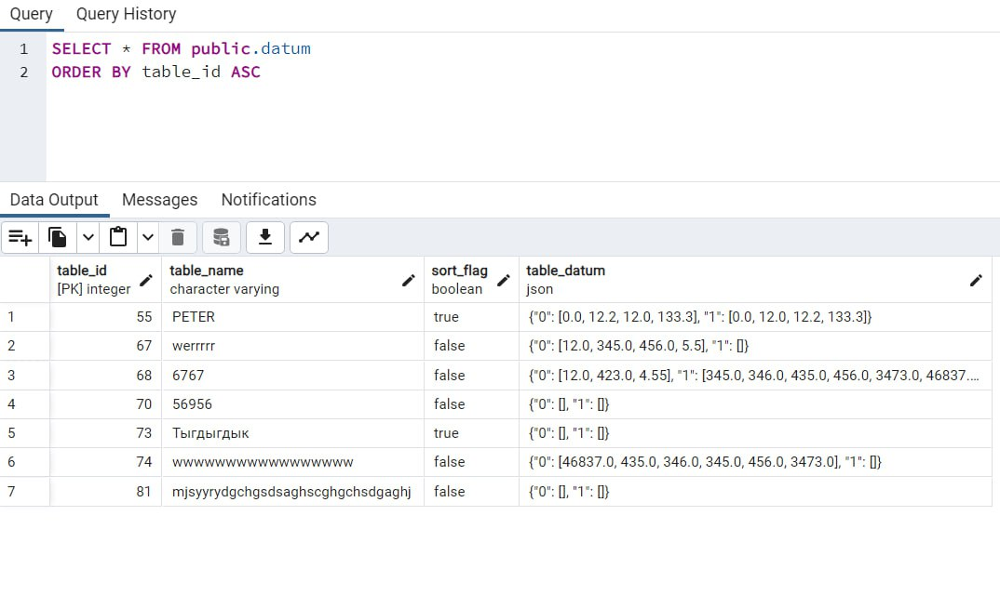 Query Query History
1 SELECT * FROM public.datum
2 ORDER BY table_id ASC
Data Output Messages Notifications
table_id table_name sort_flag table_datum
[PK] integer character varying boolean json
1 55 PETER true {"0": [0.0, 12.2, 12.0, 133.3], "1": [0.0, 12.0, 12.2, 133.3]}
2 67 werrrrr false {"0": [12.0, 345.0, 456.0, 5.5], "1": []}
3 68 6767 false {"0": [12.0, 423.0, 4.55], "1": [345.0, 346.0, 435.0, 456.0, 3473.0, 46837....
4 70 56956 false {"0": [], "1": []}
5 73 Тыгдыгдык true {"0": [], "1": []}
6 74 wwwwwwwwwwwwwwwww false {"0": [46837.0, 435.0, 346.0, 345.0, 456.0, 3473.0], "1": []}
7 81 mjsyyrydgchgsdsaghscghgchsdgaghj false {"0": [], "1": []}